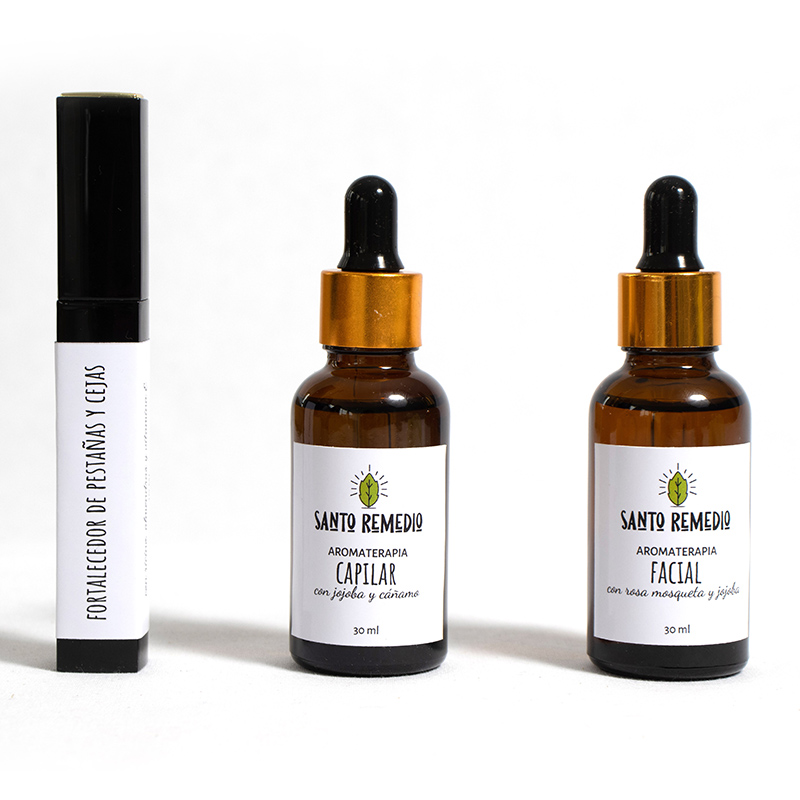 FORTALECEDOR DE PESTAÑAS Y CEJAS
SANTO REMEDIO
AROMATERAPIA
CAPILAR
con jojoba y cáñamo
30 ml
SANTO REMEDIO
AROMATERAPIA
FACIAL
con rosa mosqueta y jojoba
30 ml